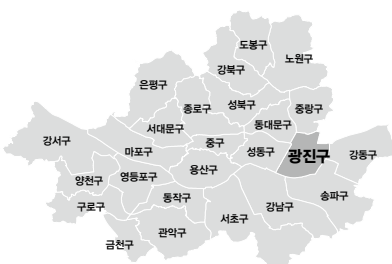 도봉구
노원구
강북구
은평구
종로구
성북구
중랑구
서대문구
동대문구
강서구
마포구
중구
성동구
광진구
강동구
양천구
영등포구
용산구
구로구
동작구
강남구
송파구
금천구
관악구
서초구